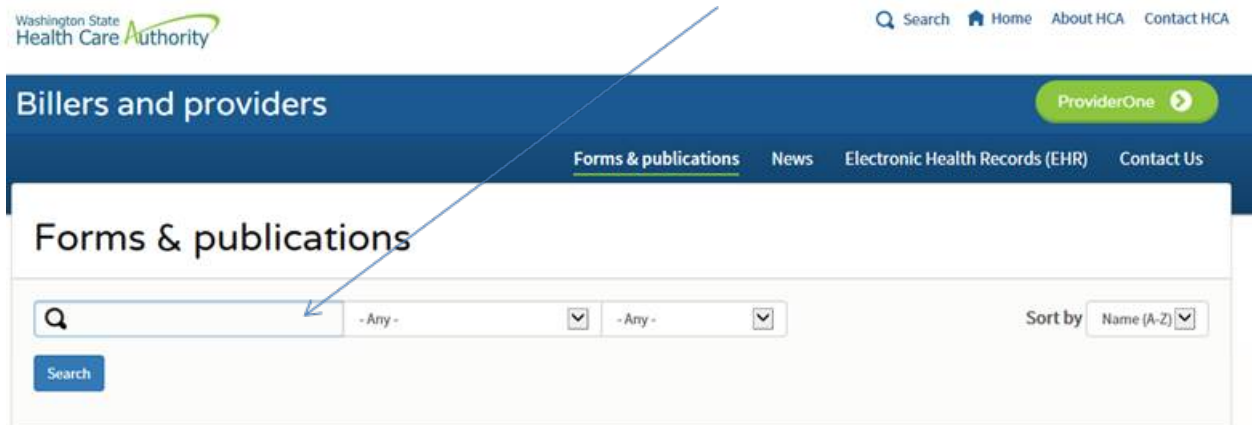 Washington State
Health Care Authority
Search Home About HCA Contact HCA
Billers and providers
ProviderOne
Forms & publications News Electronic Health Records (EHR) Contact Us
Forms & publications
- Any - - Any - Sort by Name (A-Z)
Search